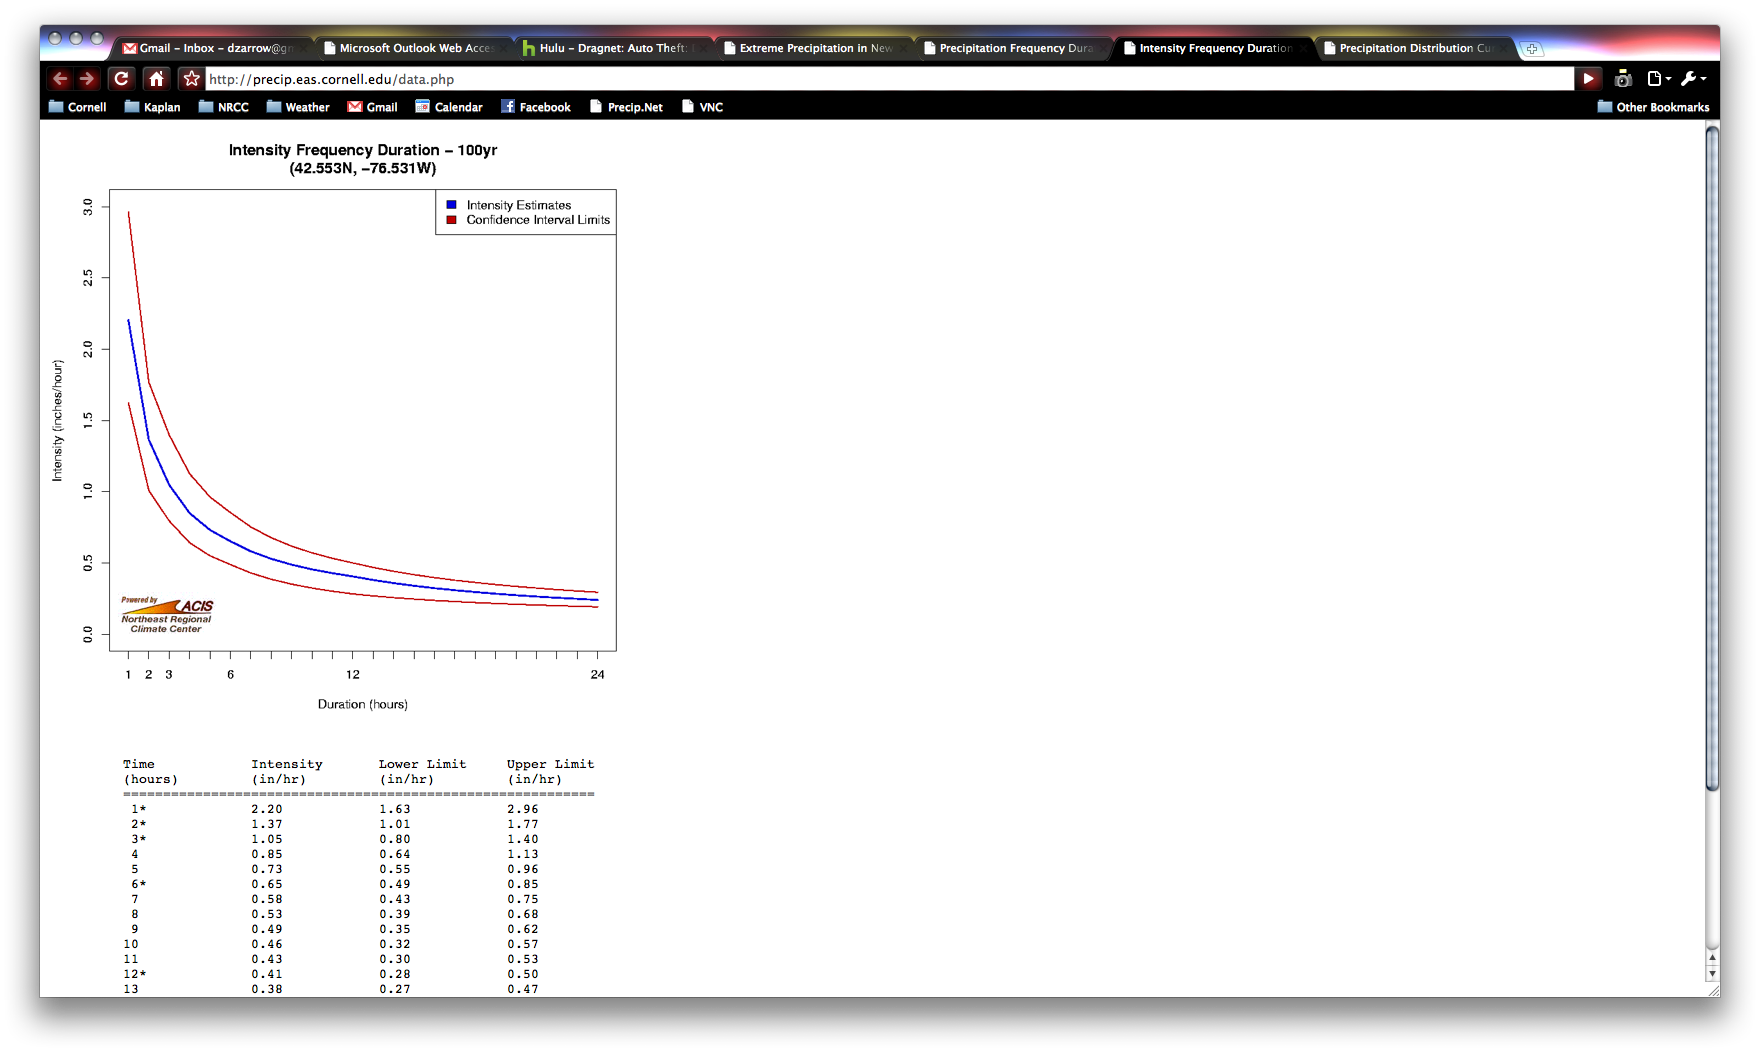 Gmail – Inbox – dzarrow@gm
Microsoft Outlook Web Acces
Hulu – Dragnet: Auto Theft:
Extreme Precipitation in New
Precipitation Frequency Dura
Intensity Frequency Duration
Precipitation Distribution Cu
http://precip.eas.cornell.edu/data.php
Cornell Kaplan NRCC Weather Gmail Calendar Facebook Precip.Net VNC Other Bookmarks
Intensity Frequency Duration – 100yr
(42.553N, –76.531W)
Intensity Estimates
Confidence Interval Limits
3.0
2.5
2.0
1.5
1.0
0.5
0.0
Intensity (inches/hour)
Powered by ACIS
Northeast Regional
Climate Center
1 2 3 6 12 24
Duration (hours)
Time Intensity Lower Limit Upper Limit
(hours) (in/hr) (in/hr) (in/hr)
===========================================================
1* 2.20 1.63 2.96
2* 1.37 1.01 1.77
3* 1.05 0.80 1.40
4 0.85 0.64 1.13
5 0.73 0.55 0.96
6* 0.65 0.49 0.85
7 0.58 0.43 0.75
8 0.53 0.39 0.68
9 0.49 0.35 0.62
10 0.46 0.32 0.57
11 0.43 0.30 0.53
12* 0.41 0.28 0.50
13 0.38 0.27 0.47